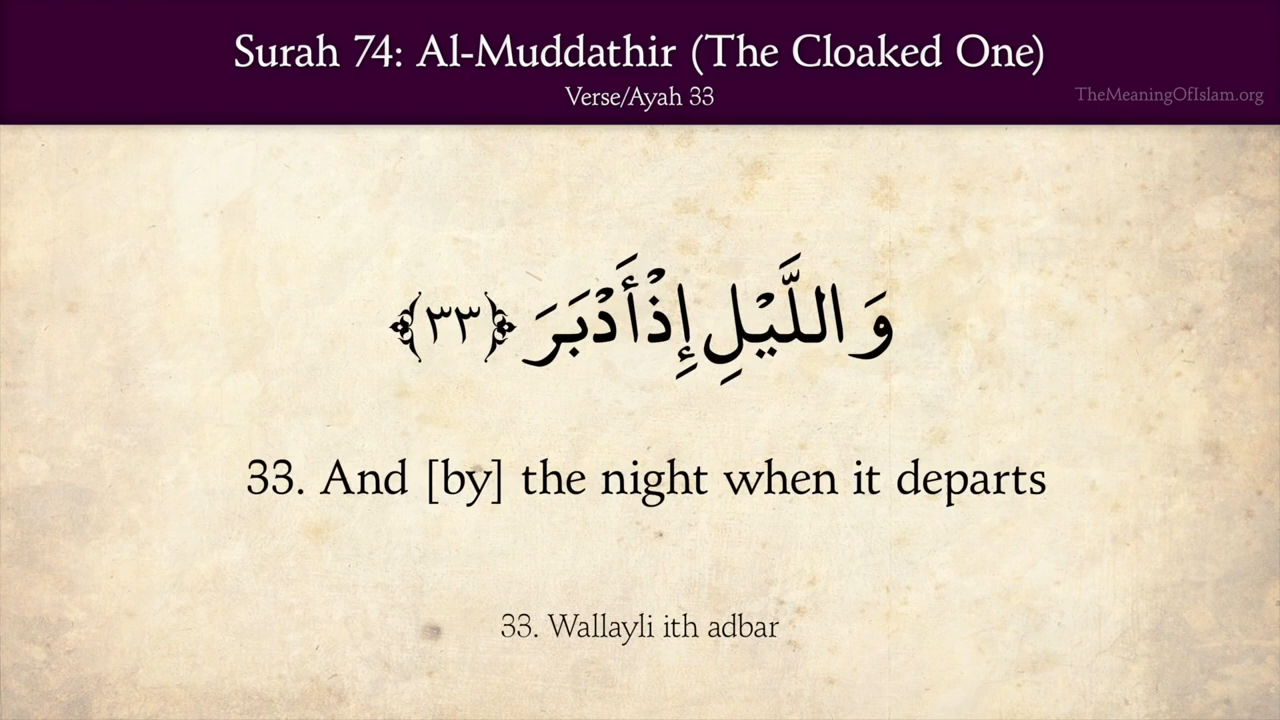 Surah 74: Al-Muddathir (The Cloaked One)
Verse/Ayah 33
TheMeaningOfIslam.org
وَاللَّيْلِ إِذْ أَدْبَرَ ﴿٣٣﴾
33. And [by] the night when it departs
33. Wallayli ith adbar